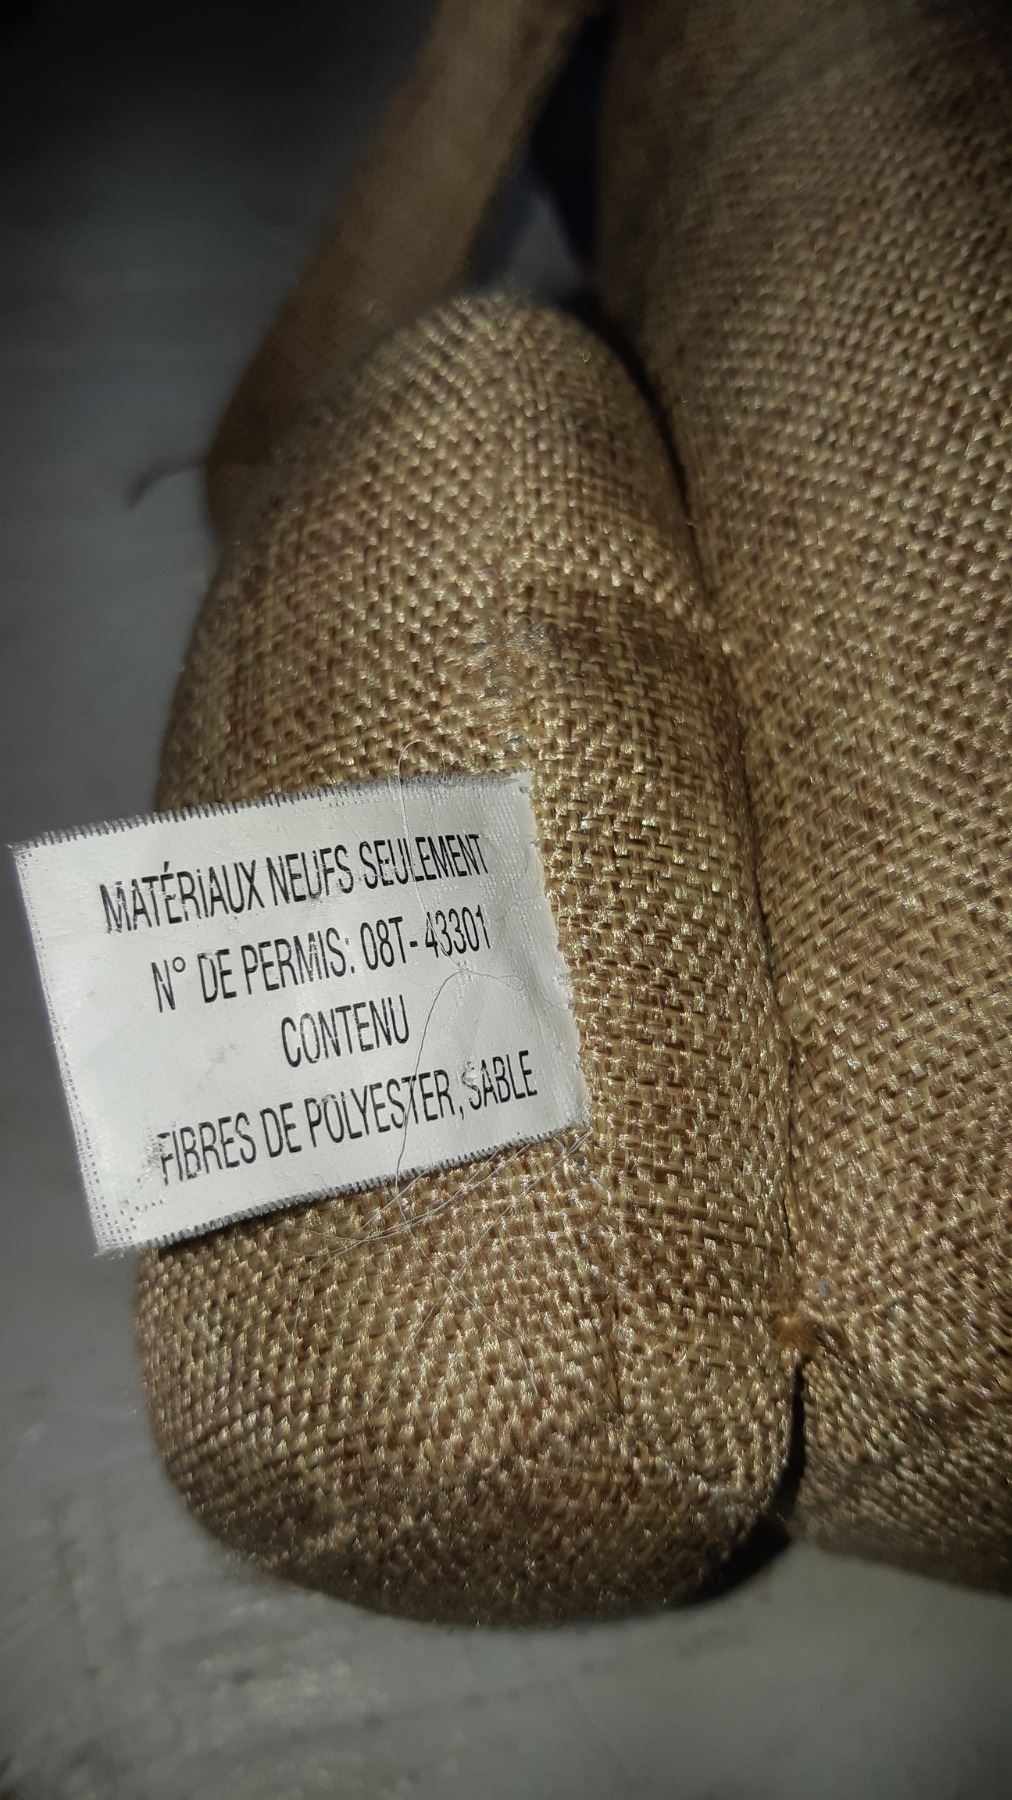 MATÉRIAUX NEUFS SEULEMENT
N° DE PERMIS: 08T-43301
CONTENU
FIBRES DE POLYESTER, SABLE